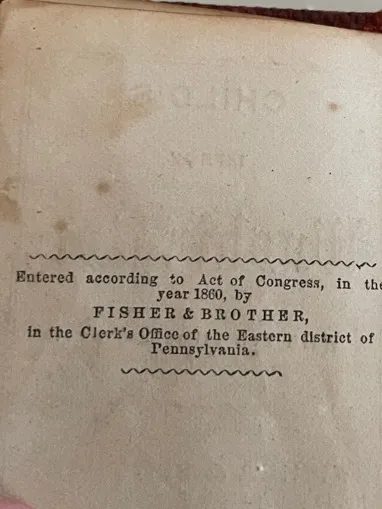 Entered according to Act of Congress, in the
year 1860, by
FISHER & BROTHER,
in the Clerk's Office of the Eastern district of
Pennsylvania.